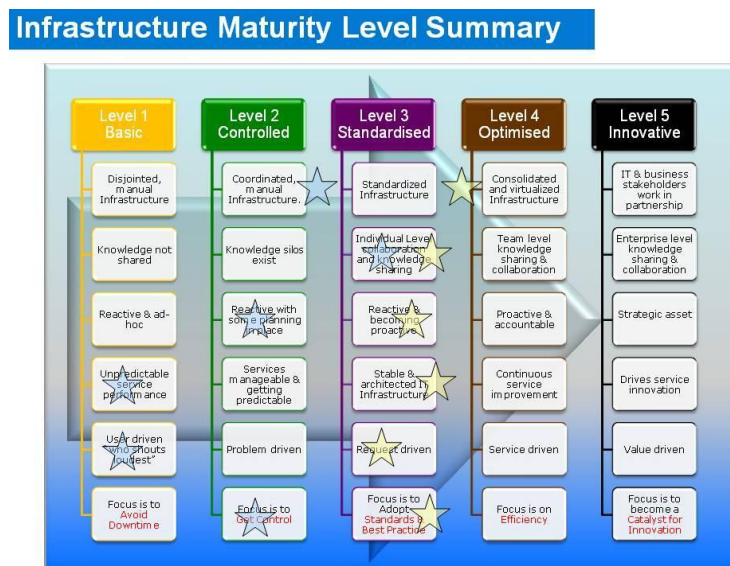 Infrastructure Maturity Level Summary
Level 1
Basic
Disjointed,
manual
Infrastructure
Knowledge not
shared
Reactive & ad-
hoc
Unpredictable
service
performance
User driven
who shouts
loudest”
Focus is to
Avoid
Downtime
Level 2
Controlled
Coordinated,
manual
Infrastructure.
Knowledge silos
exist
Reactive with
some planning
in place
Services
manageable &
getting
predictable
Problem driven
Focus is to
Get Control
Level 3
Standardised
Standardized
Infrastructure
Individual Level
collaboration
and knowledge
sharing
Reactive &
becoming
proactive
Stable &
architected IT
Infrastructure
Request driven
Focus is to
Adopt
Standards &
Best Practice
Level 4
Optimised
Consolidated
and virtualized
Infrastructure
Team level
knowledge
sharing &
collaboration
Proactive &
accountable
Continuous
service
improvement
Service driven
Focus is on
Efficiency
Level 5
Innovative
IT & business
stakeholders
work in
partnership
Enterprise level
knowledge
sharing &
collaboration
Strategic asset
Drives service
innovation
Value driven
Focus is to
become a
Catalyst for
Innovation